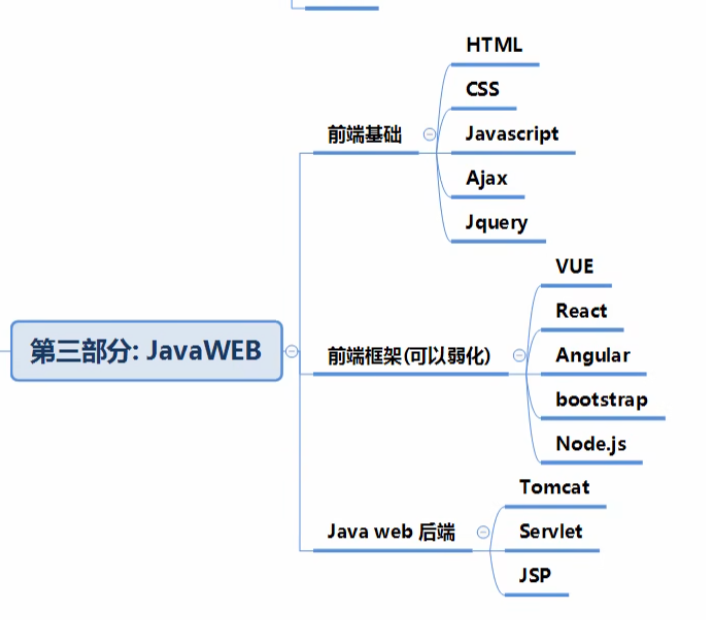 第三部分: JavaWEB
前端基础
HTML
CSS
Javascript
Ajax
Jquery
前端框架(可以弱化)
VUE
React
Angular
bootstrap
Node.js
Java web 后端
Tomcat
Servlet
JSP